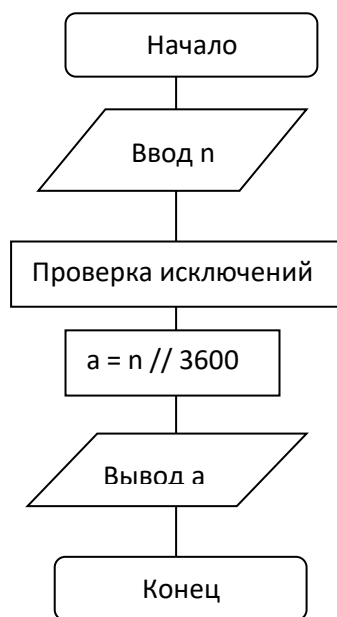 Начало
Ввод n
Проверка исключений
a = n // 3600
Вывод a
Конец